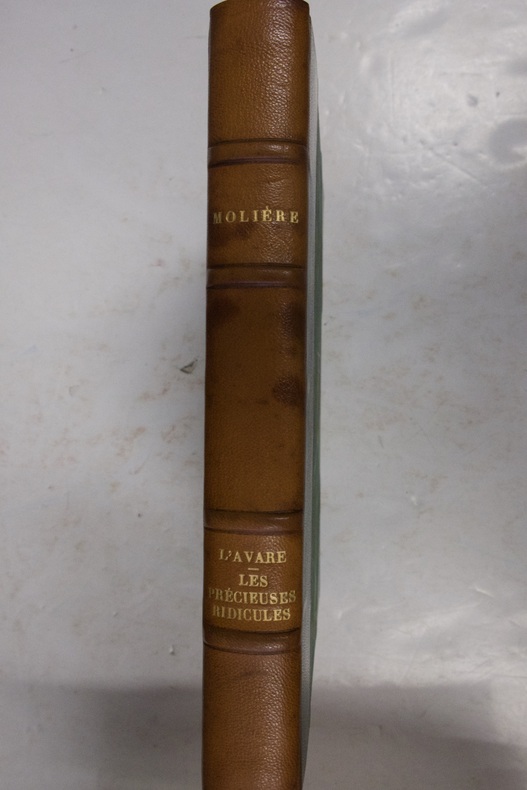 MOLIÈRE
L'AVARE
—
LES
PRÉCIEUSES
RIDICULES